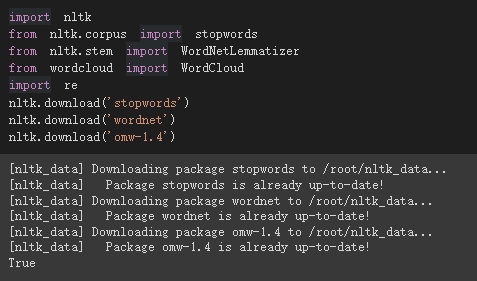 import nltk
from nltk.corpus import stopwords
from nltk.stem import WordNetLemmatizer
from wordcloud import WordCloud
import re
nltk.download('stopwords')
nltk.download('wordnet')
nltk.download('omw-1.4')
[nltk_data] Downloading package stopwords to /root/nltk_data...
[nltk_data]   Package stopwords is already up-to-date!
[nltk_data] Downloading package wordnet to /root/nltk_data...
[nltk_data]   Package wordnet is already up-to-date!
[nltk_data] Downloading package omw-1.4 to /root/nltk_data...
[nltk_data]   Package omw-1.4 is already up-to-date!
True